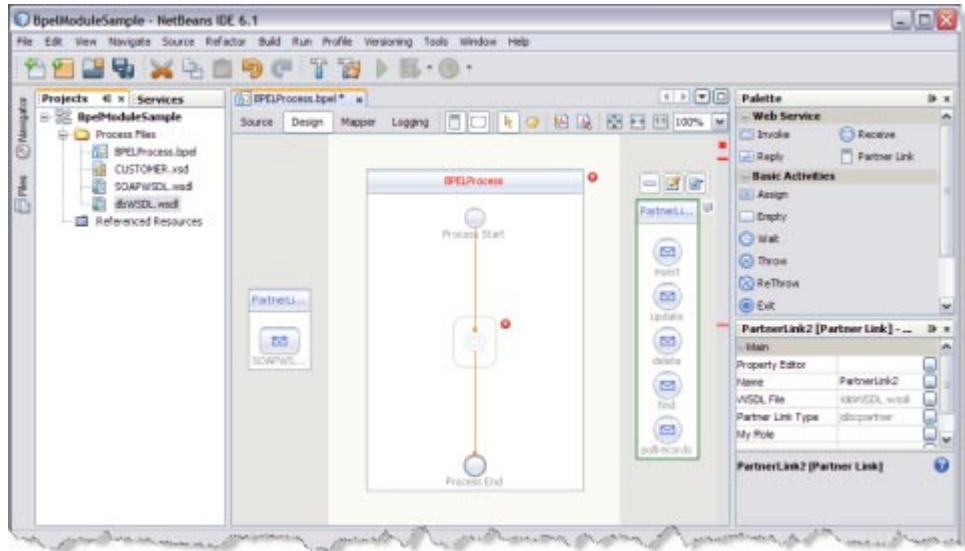 BpelModuleSample - NetBeans IDE 6.1
File Edit View Navigate Source Refactor Build Run Profile Versioning Tools Window Help
Navigator
Files
Projects
Services
BpelModuleSample
Process Files
BPELProcess.bpel
CUSTOMER.xsd
SOAPWSDL.wsdl
dbWSDL.wsdl
Referenced Resources
BPELProcess.bpel *
Source Design Mapper Logging 100%
BPELProcess
Process Start
Process End
PartnerLi...
SOAPWS...
PartnerLi...
insert
update
delete
find
pollrecords
Palette
Web Service
Invoke Receive
Reply Partner Link
Basic Activities
Assign
Empty
Wait
Throw
ReThrow
Exit
PartnerLink2 [Partner Link] - ...
Main
Property Editor
Name PartnerLink2
WSDL File
Partner Link Type
My Role
PartnerLink2 [Partner Link]